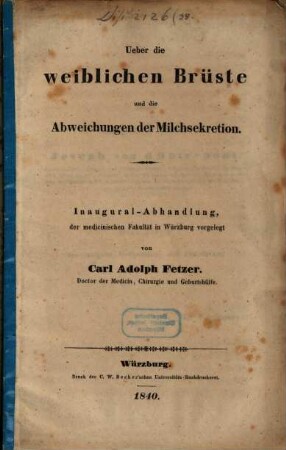 Ueber die
weiblichen Brüste
und die
Abweichungen der Milchsekretion.
Inaugural-Abhandlung,
der medicinischen Fakultät in Würzburg vorgelegt
von
Carl Adolph Fetzer.
Doctor der Medicin, Chirurgie und Geburtshilfe.
Würzburg.
Druck der C. W. Becker'schen Universitäts-Buchdruckerei.
1840.